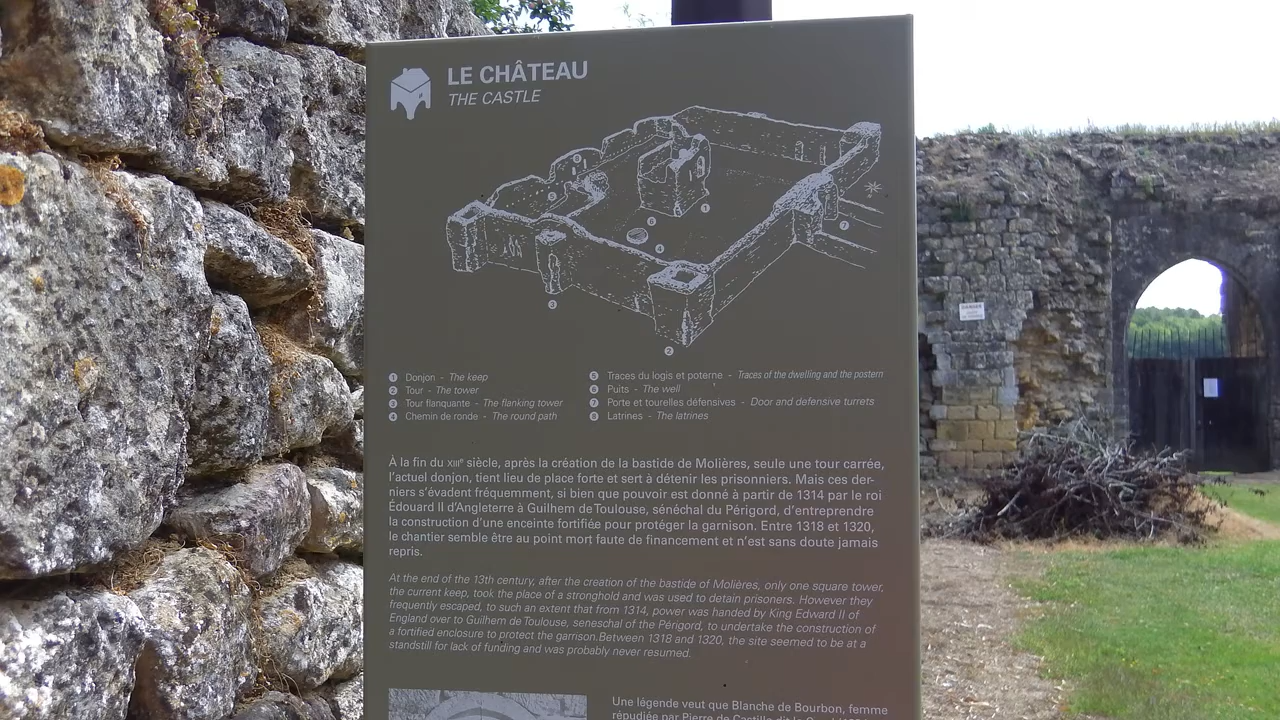 LE CHÂTEAU
THE CASTLE
1 Donjon - The keep
2 Tour - The tower
3 Tour flanquante - The flanking tower
4 Chemin de ronde - The round path
5 Traces du logis et poterne - Traces of the dwelling and the postern
6 Puits - The well
7 Porte et tourelles défensives - Door and defensive turrets
8 Latrines - The latrines
À la fin du XIIIe siècle, après la création de la bastide de Molières, seule une tour carrée,
l'actuel donjon, tient lieu de place forte et sert à détenir les prisonniers. Mais ces der-
niers s'évadent fréquemment, si bien que pouvoir est donné à partir de 1314 par le roi
Édouard II d'Angleterre à Guilhem de Toulouse, sénéchal du Périgord, d'entreprendre
la construction d'une enceinte fortifiée pour protéger la garnison. Entre 1318 et 1320,
le chantier semble être au point mort faute de financement et n'est sans doute jamais
repris.
At the end of the 13th century, after the creation of the bastide of Molières, only one square tower,
the current keep, took the place of a stronghold and was used to detain prisoners. However they
frequently escaped, to such an extent that from 1314, power was handed by King Edward II of
England over to Guilhem de Toulouse, seneschal of the Périgord, to undertake the construction of
a fortified enclosure to protect the garrison.Between 1318 and 1320, the site seemed to be at a
standstill for lack of funding and was probably never resumed.
Une légende veut que Blanche de Bourbon, femme
répudiée par Pierre de Castille dit le
DANGER